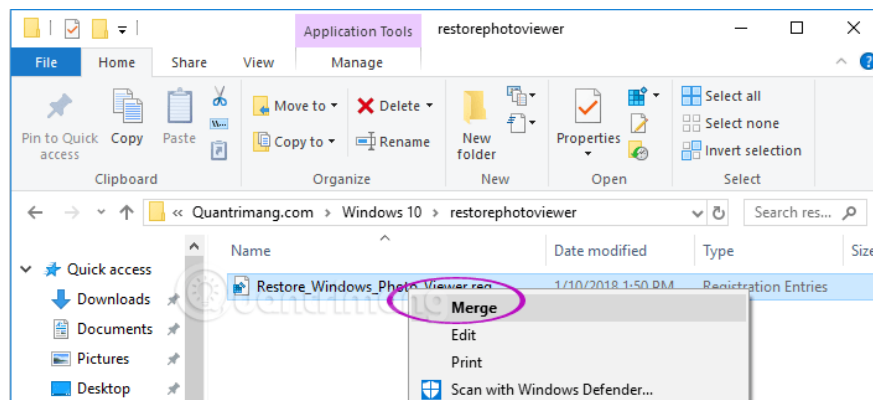 Application Tools restorephotoviewer
File Home Share View Manage
Pin to Quick access Copy Paste
Move to Copy to
Delete Rename
New folder
Properties
Select all
Select none
Invert selection
Clipboard Organize New Open Select
« Quantrimang.com > Windows 10 > restorephotoviewer Search res...
Name Date modified Type Size
Quick access
Restore_Windows_Photo_Viewer.reg 1/10/2018 1:50 PM Registration Entries
Downloads
Documents
Pictures
Desktop
Merge
Edit
Print
Scan with Windows Defender...